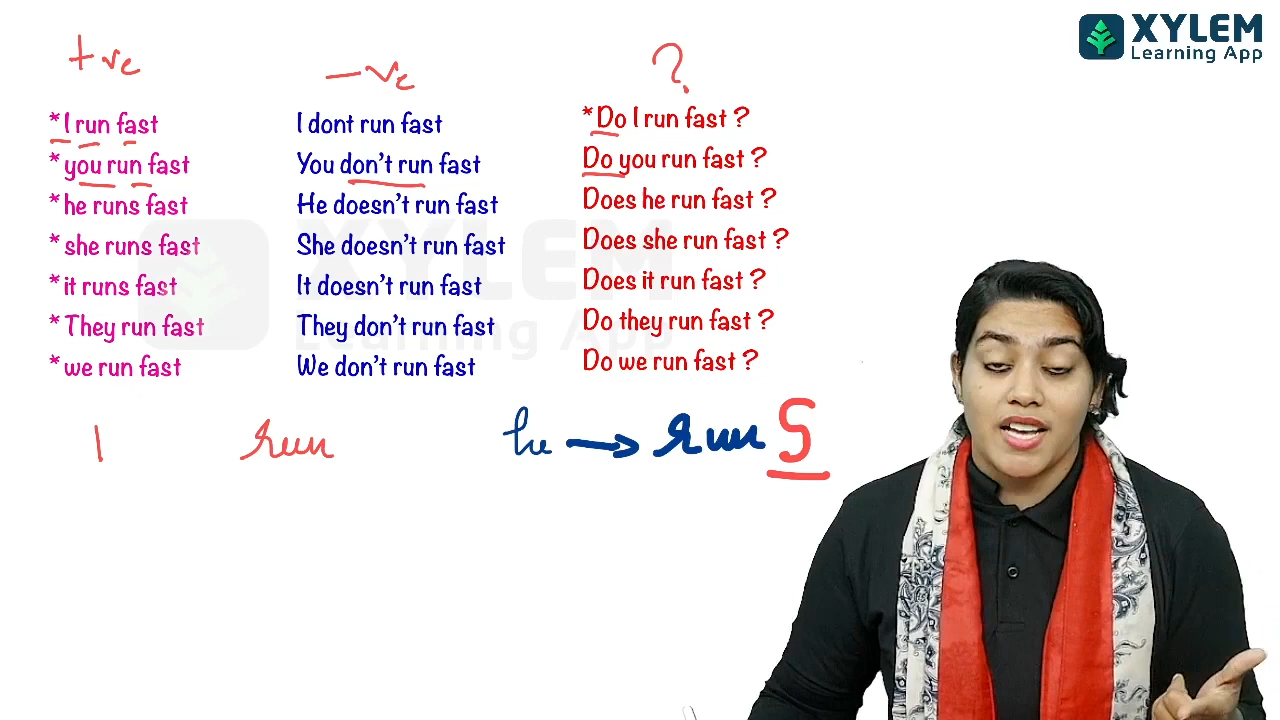 XYLEM
Learning App
+ve
-ve
?
*I run fast
I dont run fast
*Do I run fast ?
*you run fast
You don't run fast
Do you run fast ?
*he runs fast
He doesn't run fast
Does he run fast ?
*she runs fast
She doesn't run fast
Does she run fast ?
*it runs fast
It doesn't run fast
Does it run fast ?
*They run fast
They don't run fast
Do they run fast ?
*we run fast
We don't run fast
Do we run fast ?
XYLEM
Learning App
I run
he → runS